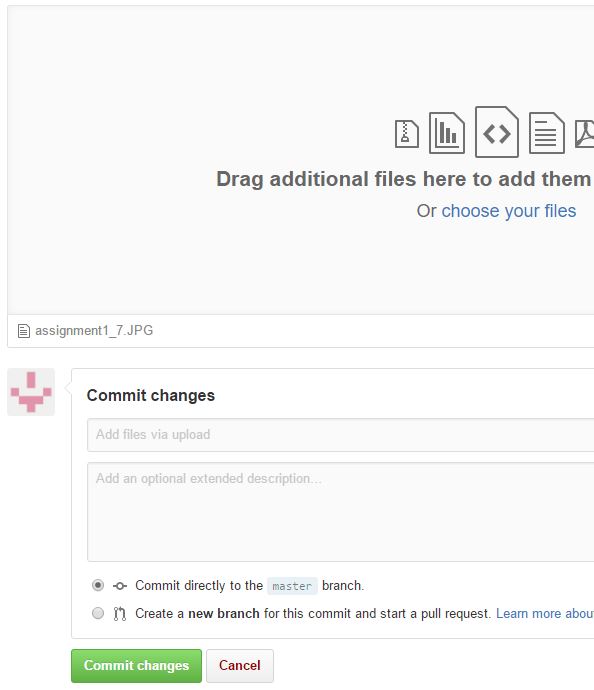 Drag additional files here to add them
Or choose your files
assignment1_7.JPG
Commit changes
Add files via upload
Add an optional extended description...
Commit directly to the master branch.
Create a new branch for this commit and start a pull request. Learn more abou
Commit changes
Cancel